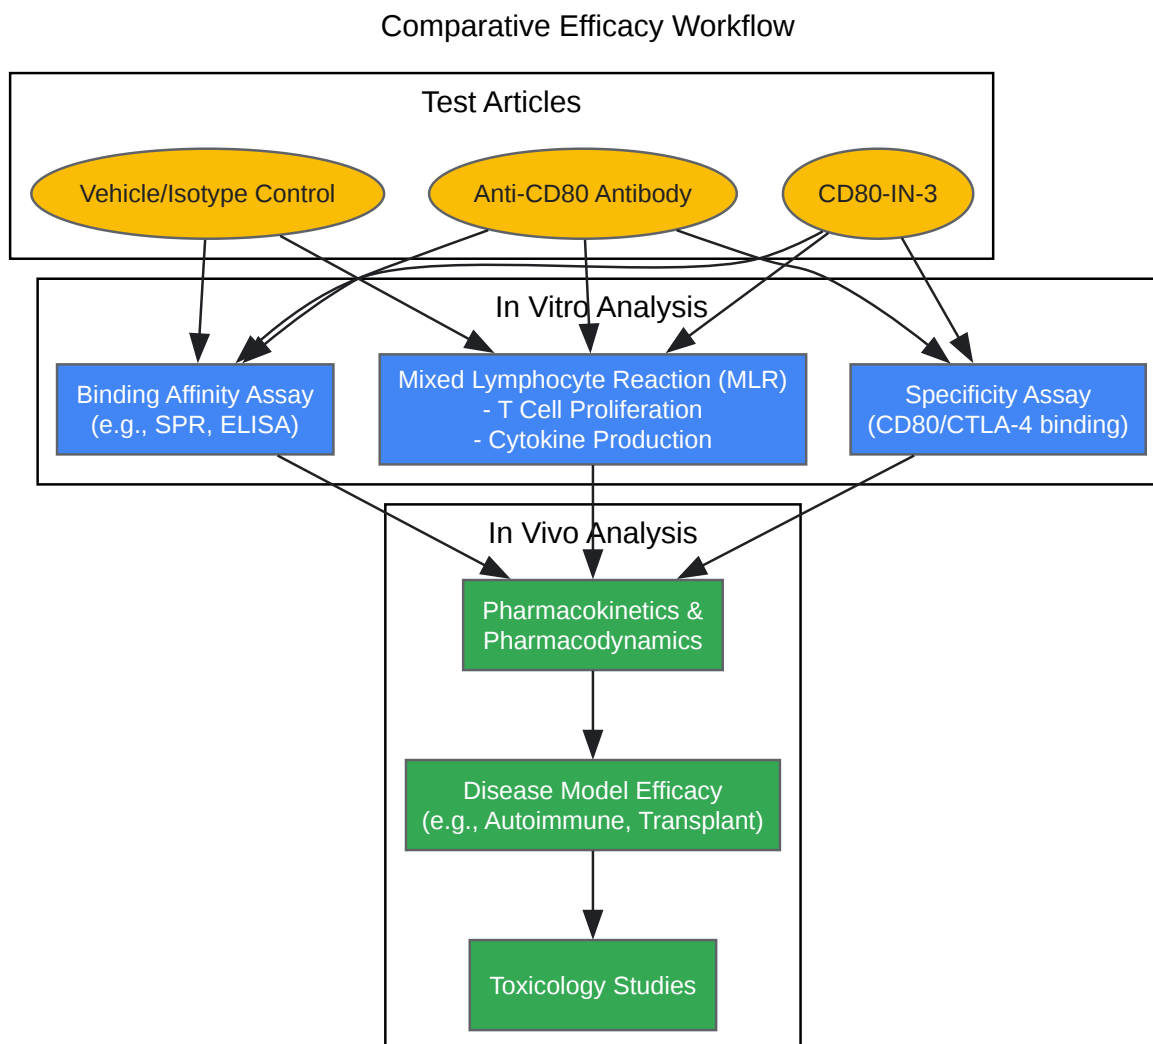 Comparative Efficacy Workflow
Test Articles
Vehicle/Isotype Control
Anti-CD80 Antibody
CD80-IN-3
In Vitro Analysis
Binding Affinity Assay
(e.g., SPR, ELISA)
Mixed Lymphocyte Reaction (MLR)
- T Cell Proliferation
- Cytokine Production
Specificity Assay
(CD80/CTLA-4 binding)
In Vivo Analysis
Pharmacokinetics &
Pharmacodynamics
Disease Model Efficacy
(e.g., Autoimmune, Transplant)
Toxicology Studies